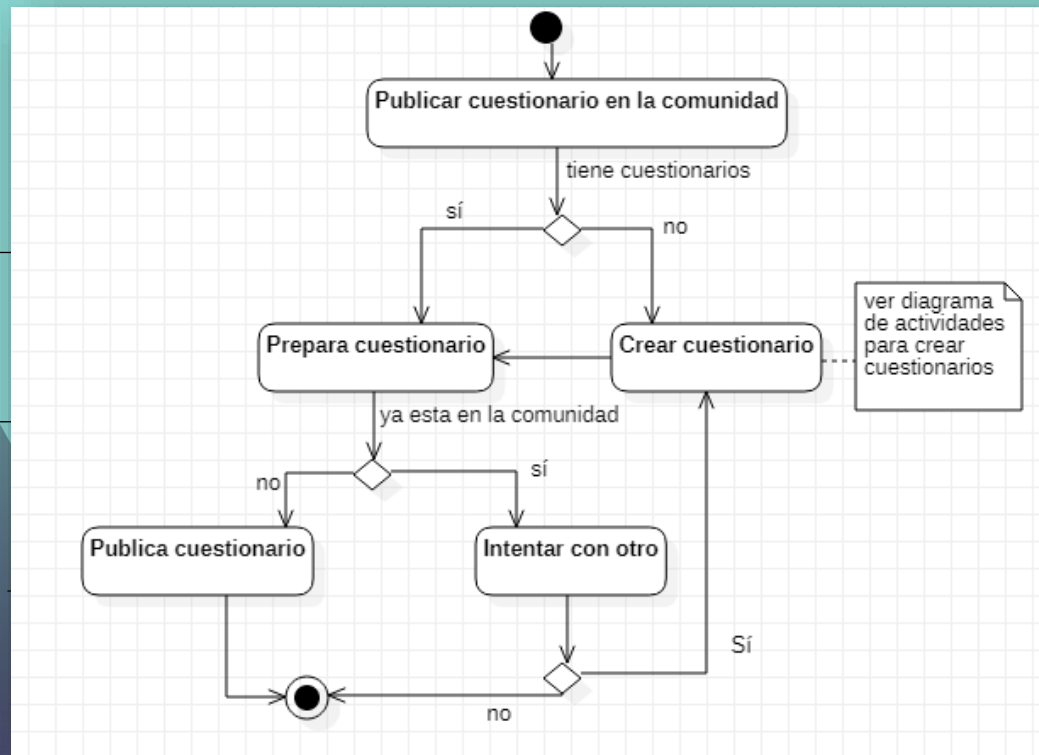 Publicar cuestionario en la comunidad
tiene cuestionarios
sí
no
Prepara cuestionario
Crear cuestionario
ver diagrama
de actividades
para crear
cuestionarios
ya esta en la comunidad
no
sí
Publica cuestionario
Intentar con otro
Sí
no